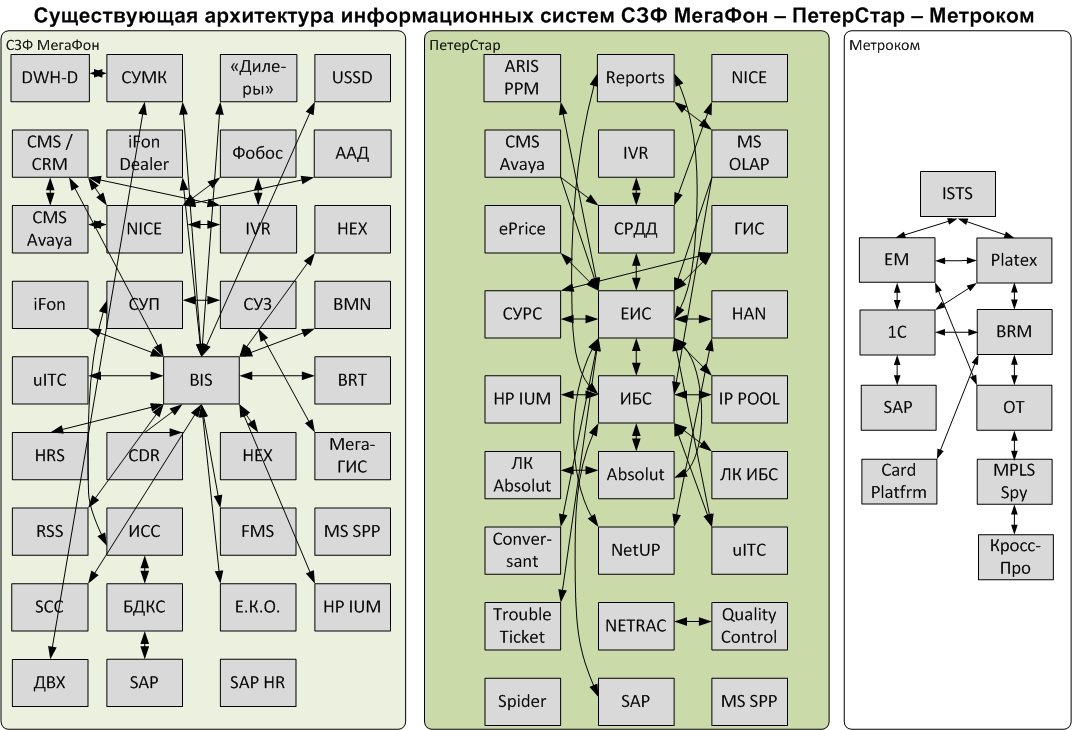 Существующая архитектура информационных систем СЗФ МегаФон – ПетерСтар – Метроком
СЗФ МегаФон
DWH-D
СУМК
«Диле-
ры»
USSD
CMS /
CRM
iFon
Dealer
Фобос
ААД
CMS
Avaya
NICE
IVR
HEX
iFon
СУП
СУЗ
BMN
uITC
BIS
BRT
HRS
CDR
HEX
Мега-
ГИС
RSS
ИСС
FMS
MS SPP
SCC
БДКС
Е.К.О.
HP IUM
ДВХ
SAP
SAP HR
ПетерСтар
ARIS
PPM
Reports
NICE
CMS
Avaya
IVR
MS
OLAP
ePrice
СРДД
ГИС
СУРС
ЕИС
HAN
HP IUM
ИБС
IP POOL
ЛК
Absolut
Absolut
ЛК ИБС
Conver-
sant
NetUP
uITC
Trouble
Ticket
NETRAC
Quality
Control
Spider
SAP
MS SPP
Метроком
ISTS
EM
Platex
1С
BRM
SAP
OT
Card
Platfrm
MPLS
Spy
Кросс-
Про